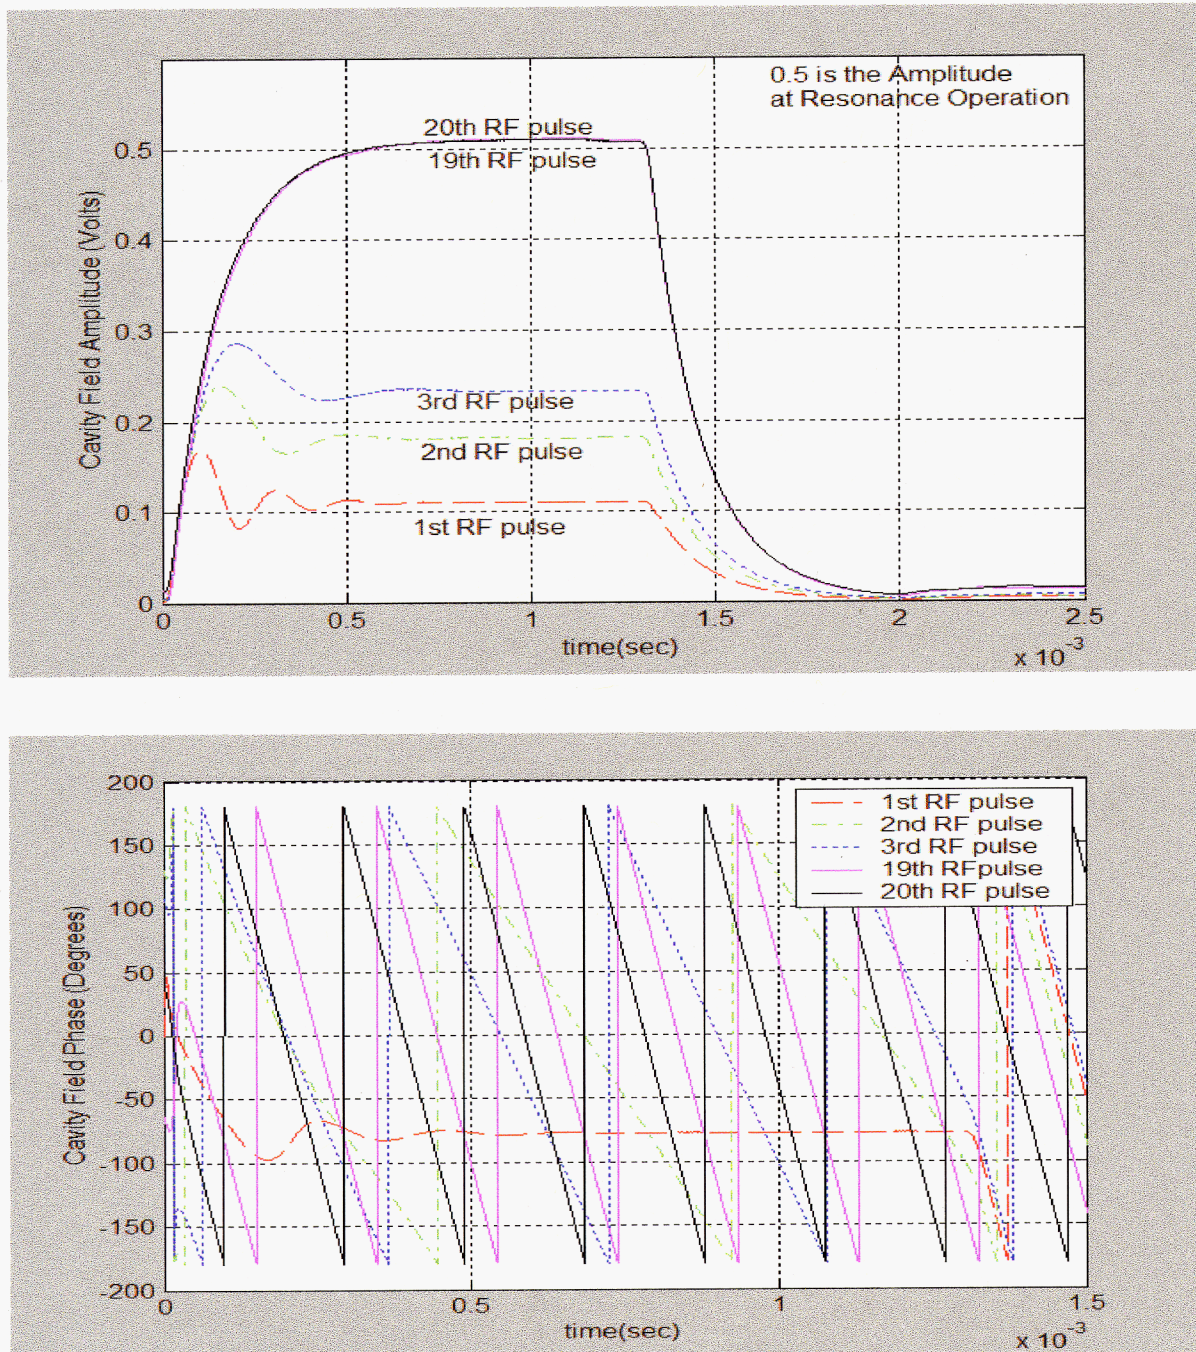 0.5 is the Amplitude
at Resonance Operation
20th RF pulse
19th RF pulse
3rd RF pulse
2nd RF pulse
1st RF pulse
Cavity Field Amplitude (Volts)
0.5
0.4
0.3
0.2
0.1
0
0 0.5 1 1.5 2 2.5
time(sec)
x 10^-3
1st RF pulse
2nd RF pulse
3rd RF pulse
19th RFpulse
20th RF pulse
Cavity Field Phase (Degrees)
200
150
100
50
0
-50
-100
-150
-200
0 0.5 1 1.5
time(sec)
x 10^-3